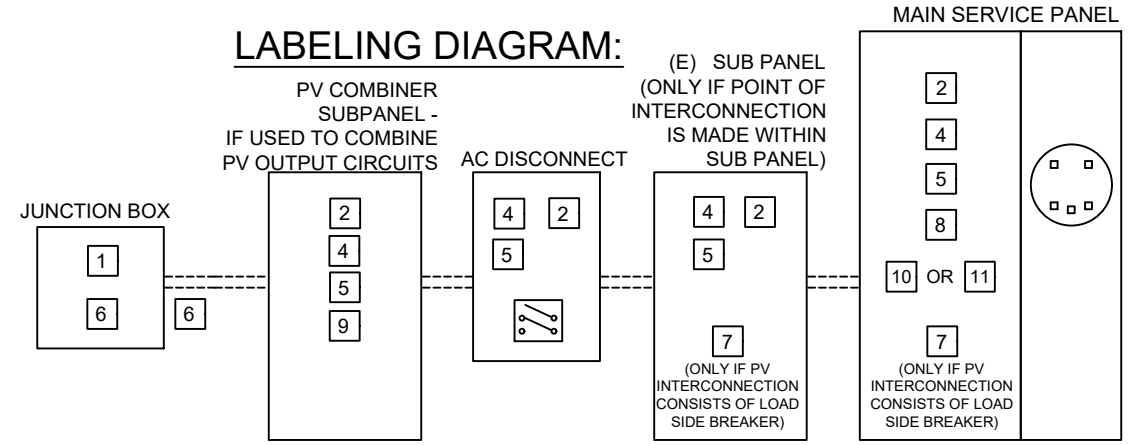 MAIN SERVICE PANEL
LABELING DIAGRAM:
PV COMBINER
SUBPANEL -
IF USED TO COMBINE
PV OUTPUT CIRCUITS
AC DISCONNECT
(E) SUB PANEL
(ONLY IF POINT OF
INTERCONNECTION
IS MADE WITHIN
SUB PANEL)
JUNCTION BOX
1
6
6
2
4
5
9
4 2
5
4 2
5
7
(ONLY IF PV
INTERCONNECTION
CONSISTS OF LOAD
SIDE BREAKER)
2
4
5
8
10 OR 11
7
(ONLY IF PV
INTERCONNECTION
CONSISTS OF LOAD
SIDE BREAKER)